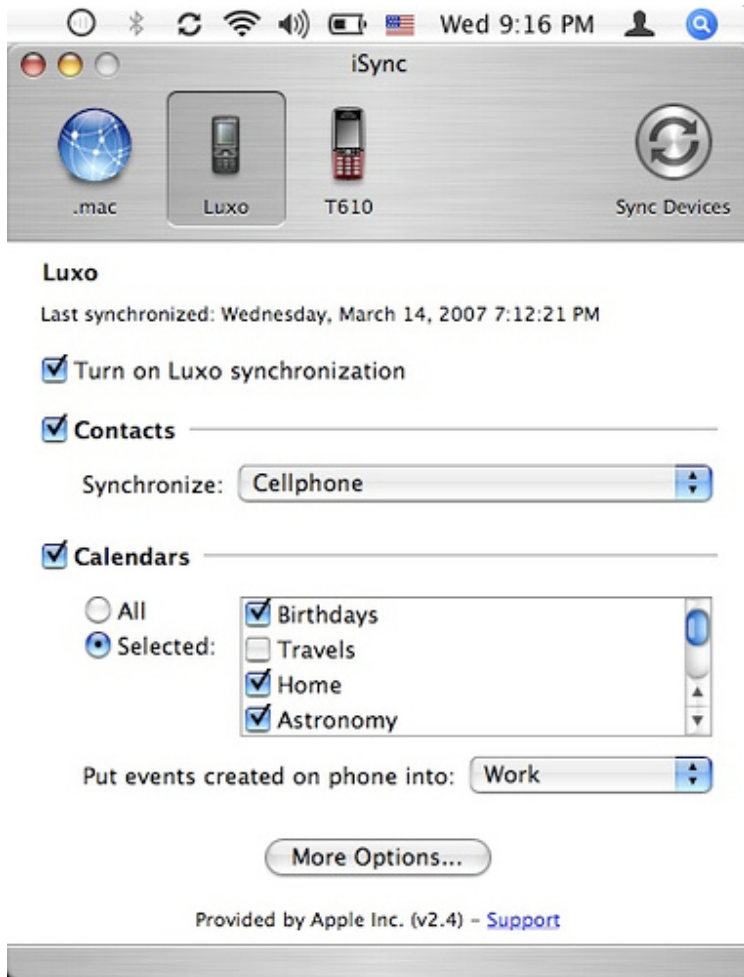 Wed 9:16 PM
iSync
.mac
Luxo
T610
Sync Devices
Luxo
Last synchronized: Wednesday, March 14, 2007 7:12:21 PM
Turn on Luxo synchronization
Contacts
Synchronize: Cellphone
Calendars
All
Selected:
Birthdays
Travels
Home
Astronomy
Put events created on phone into: Work
More Options...
Provided by Apple Inc. (v2.4) – Support